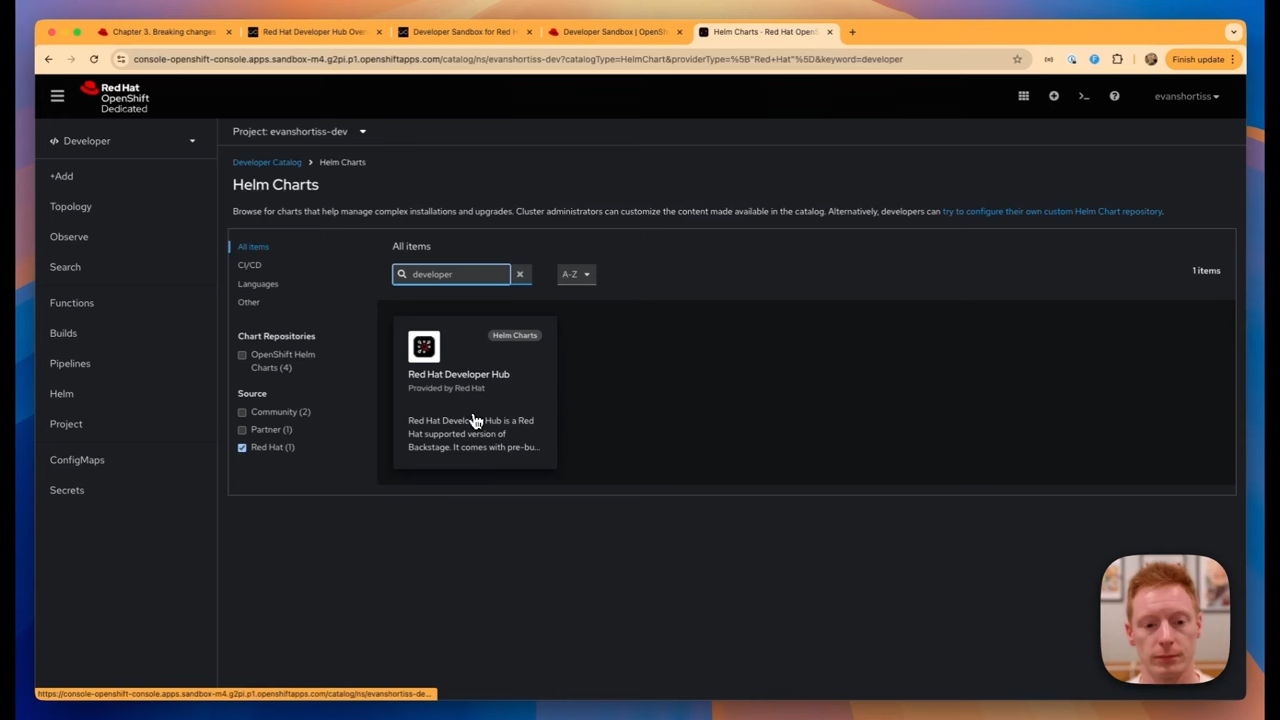 Chapter 3. Breaking changes
Red Hat Developer Hub Over
Developer Sandbox for Red H
Developer Sandbox | OpenSh
Helm Charts · Red Hat OpenS
console-openshift-console.apps.sandbox-m4.g2pi.p1.openshiftapps.com/catalog/ns/evanshortiss-dev?catalogType=HelmChart&providerType=%5B"Red+Hat"%5D&keyword=developer
Finish update
Red Hat
OpenShift
Dedicated
evanshortiss
Developer
Project: evanshortiss-dev
+Add
Topology
Observe
Search
Functions
Builds
Pipelines
Helm
Project
ConfigMaps
Secrets
Developer Catalog > Helm Charts
Helm Charts
Browse for charts that help manage complex installations and upgrades. Cluster administrators can customize the content made available in the catalog. Alternatively, developers can try to configure their own custom Helm Chart repository.
All items
CI/CD
Languages
Other
Chart Repositories
OpenShift Helm
Charts (4)
Source
Community (2)
Partner (1)
Red Hat (1)
All items
developer
A-Z
1 items
Helm Charts
Red Hat Developer Hub
Provided by Red Hat
Red Hat Develo Hub is a Red
Hat supported version of
Backstage. It comes with pre-bu...
https://console-openshift-console.apps.sandbox-m4.g2pi.p1.openshiftapps.com/catalog/ns/evanshortiss-de...